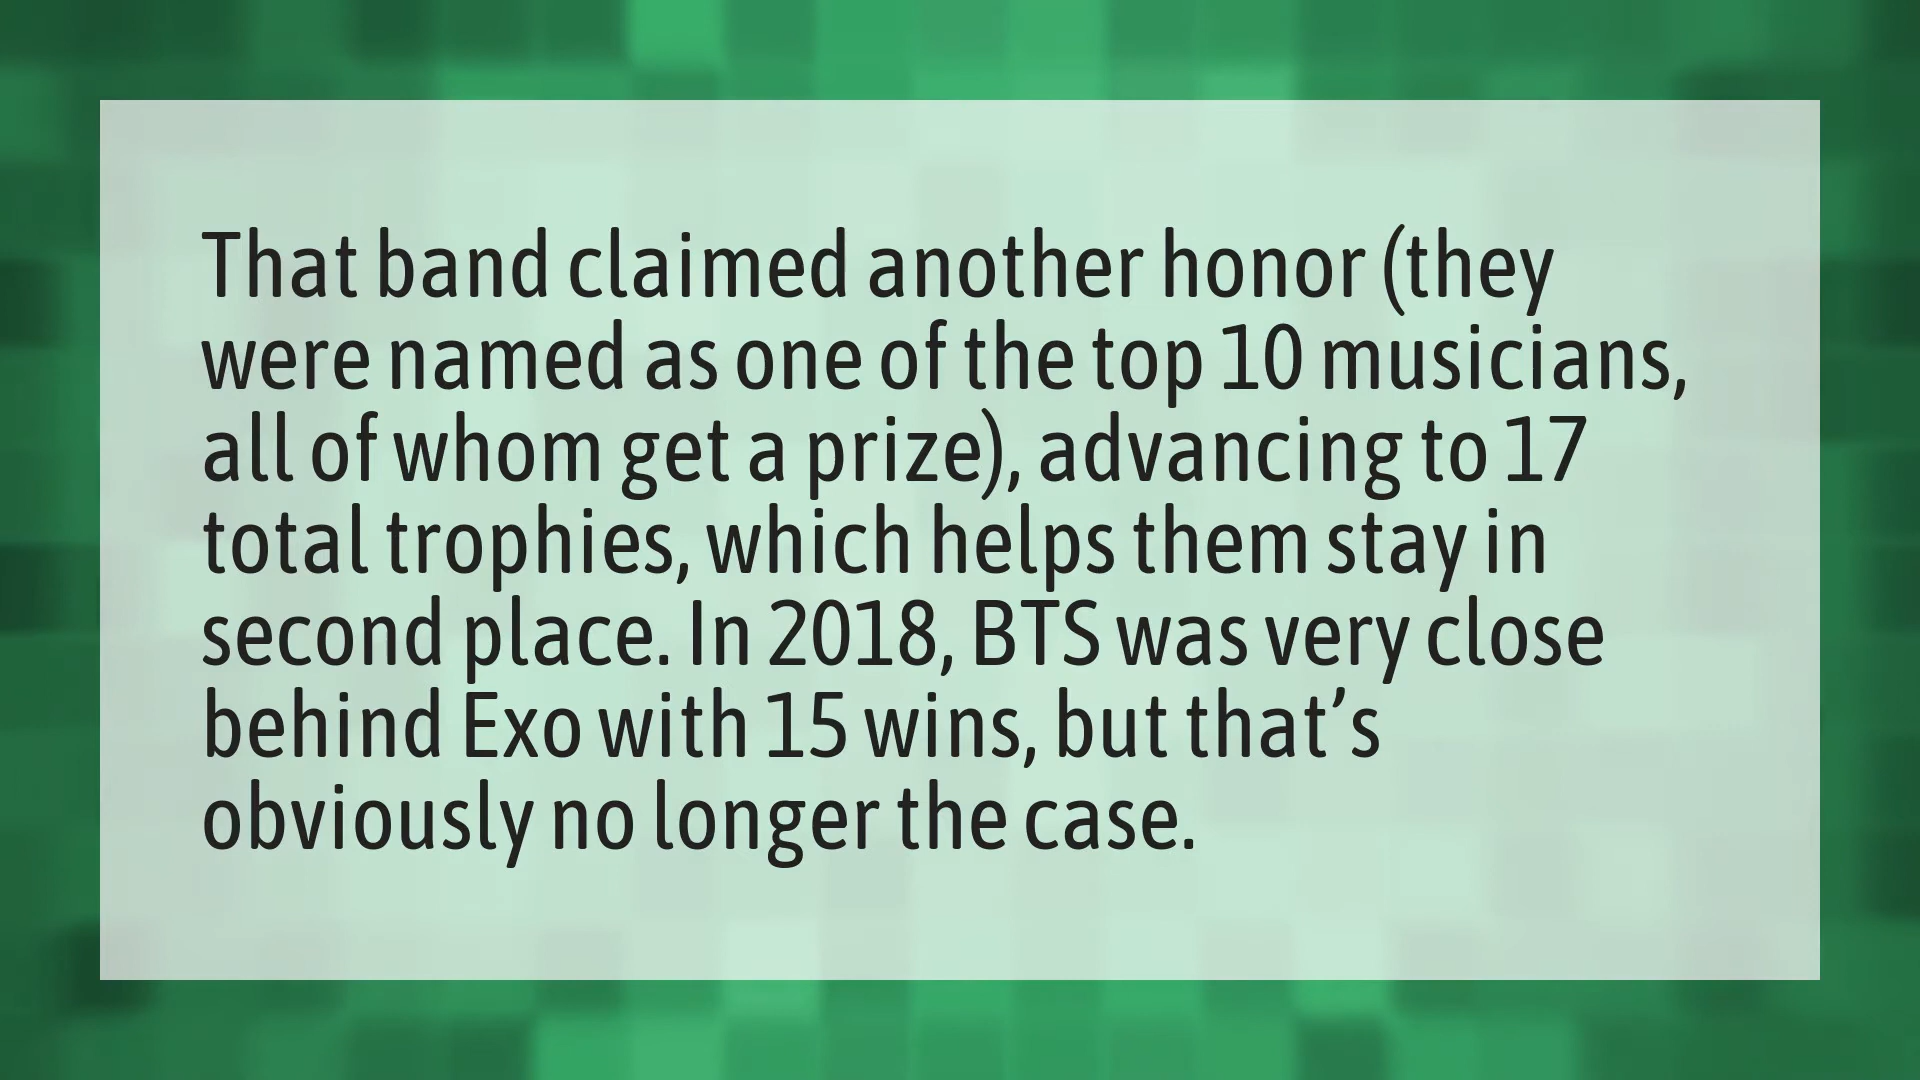 That band claimed another honor (they
were named as one of the top 10 musicians,
all of whom get a prize), advancing to 17
total trophies, which helps them stay in
second place. In 2018, BTS was very close
behind Exo with 15 wins, but that’s
obviously no longer the case.